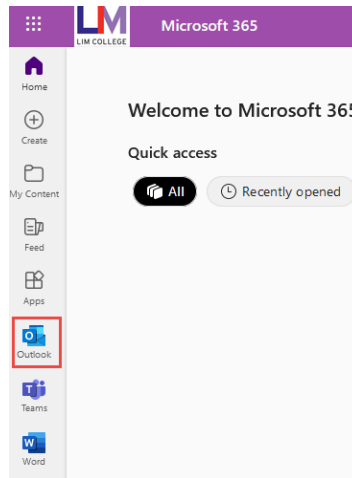 LIM
LIM COLLEGE
Microsoft 365
Home
Create
My Content
Feed
Apps
Outlook
Teams
Word
Welcome to Microsoft 365
Quick access
All
Recently opened